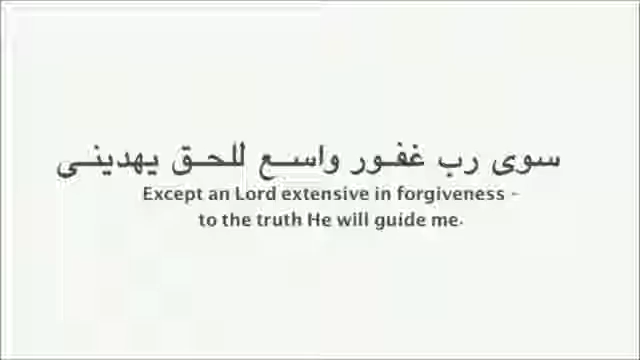 سوى رب غفور واسع للحق يهديني
Except an Lord extensive in forgiveness -
to the truth He will guide me.